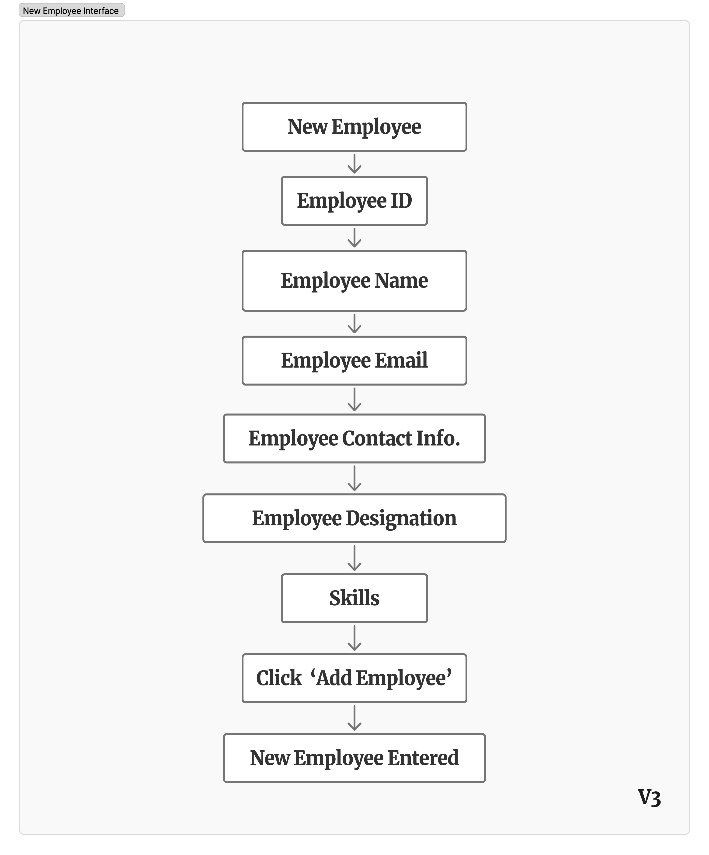 New Employee Interface
New Employee
Employee ID
Employee Name
Employee Email
Employee Contact Info.
Employee Designation
Skills
Click ‘Add Employee’
New Employee Entered
V3